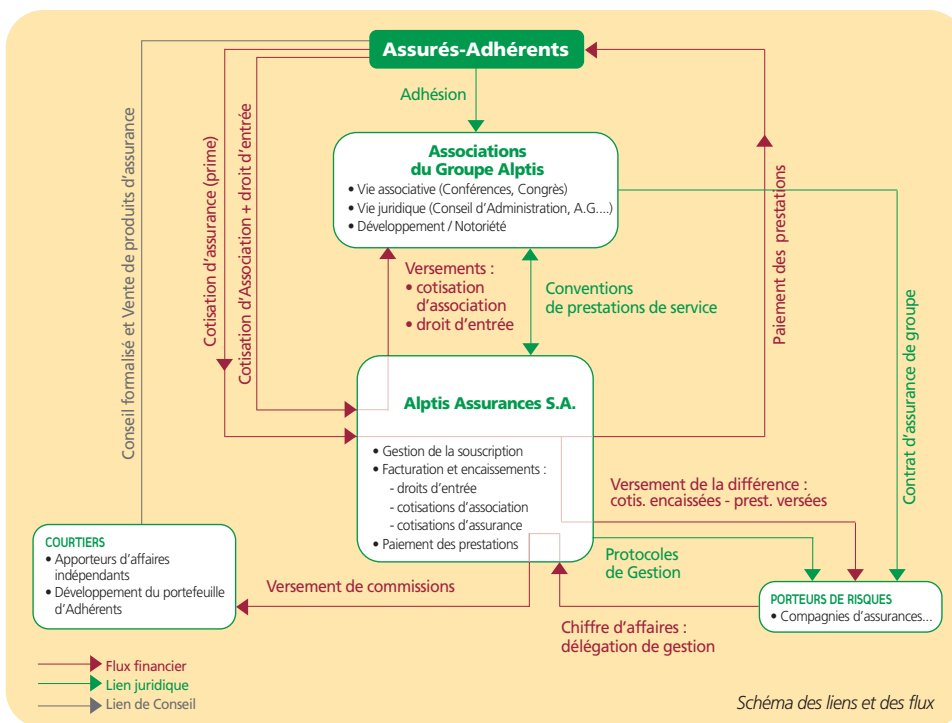 Assurés-Adhérents
Adhésion
Conseil formalisé et Vente de produits d'assurance
Cotisation d'assurance (prime)
Cotisation d'Association + droit d'entrée
Associations
du Groupe Alptis
• Vie associative (Conférences, Congrès)
• Vie juridique (Conseil d'Administration, A.G....)
• Développement / Notoriété
Paiement des prestations
Contrat d'assurance de groupe
Versements :
• cotisation
d'association
• droit d'entrée
Conventions
de prestations de service
Alptis Assurances S.A.
• Gestion de la souscription
• Facturation et encaissements :
- droits d'entrée
- cotisations d'association
- cotisations d'assurance
• Paiement des prestations
Versement de la différence :
cotis. encaissées - prest. versées
COURTIERS
• Apporteurs d'affaires
indépendants
• Développement du portefeuille
d'Adhérents
Versement de commissions
Protocoles
de Gestion
PORTEURS DE RISQUES
• Compagnies d'assurances...
Chiffre d'affaires :
délégation de gestion
Flux financier
Lien juridique
Lien de Conseil
Schéma des liens et des flux